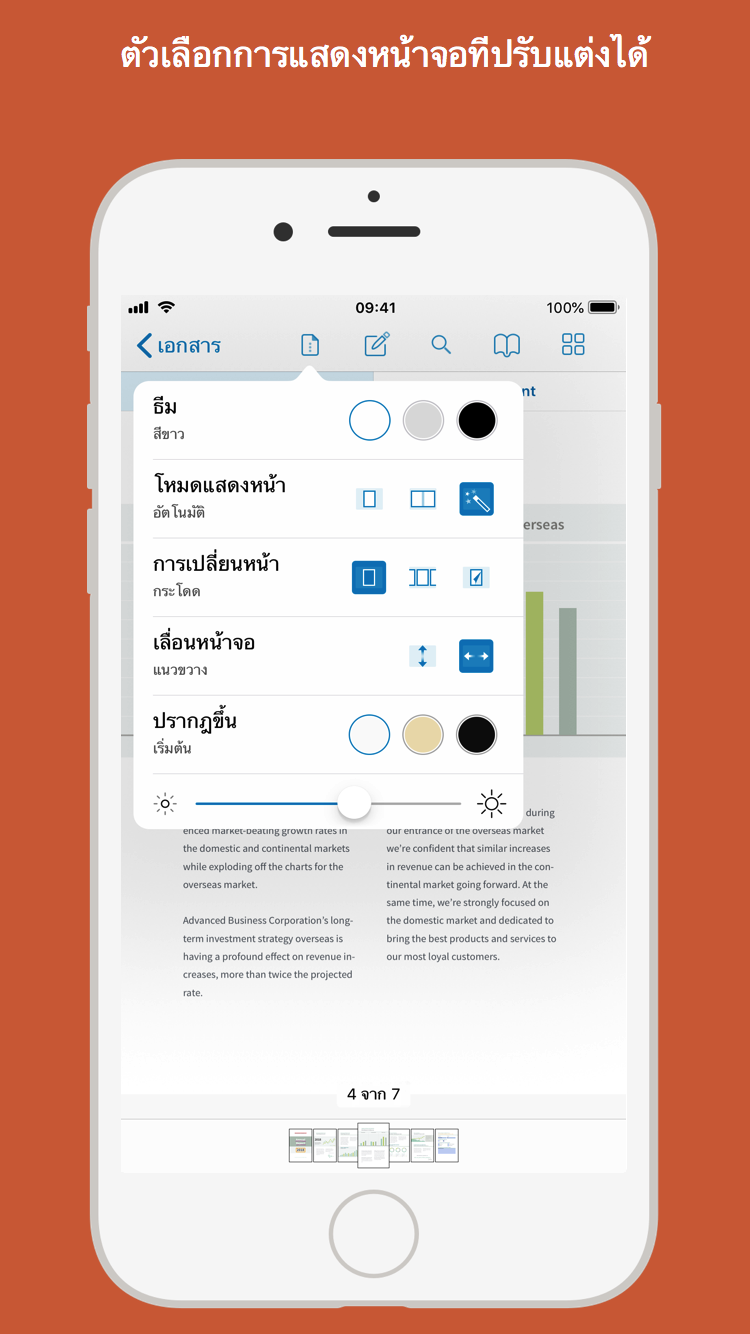 ตัวเลือกการแสดงหน้าจอที่ปรับแต่งได้
09:41
100%
เอกสาร
nt
ธีม
สีขาว
โหมดแสดงหน้า
อัตโนมัติ
erseas
การเปลี่ยนหน้า
กระโดด
เลื่อนหน้าจอ
แนวขวาง
ปรากฎขึ้น
เริ่มต้น
enced market-beating growth rates in
the domestic and continental markets
while exploding off the charts for the
overseas market.
Advanced Business Corporation's long-
term investment strategy overseas is
having a profound effect on revenue in-
creases, more than twice the projected
rate.
during
our entrance of the overseas market
we're confident that similar increases
in revenue can be achieved in the con-
tinental market going forward. At the
same time, we're strongly focused on
the domestic market and dedicated to
bring the best products and services to
our most loyal customers.
4 จาก 7